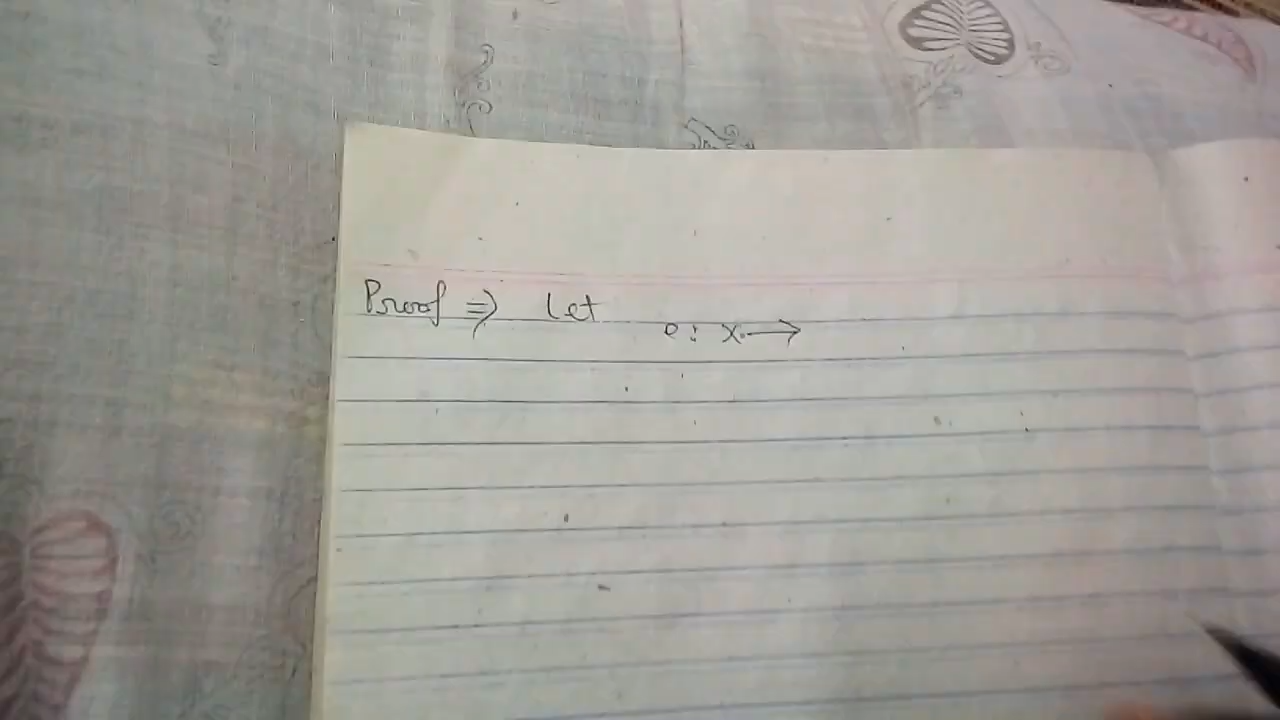 Proof ⇒ Let
o : x →